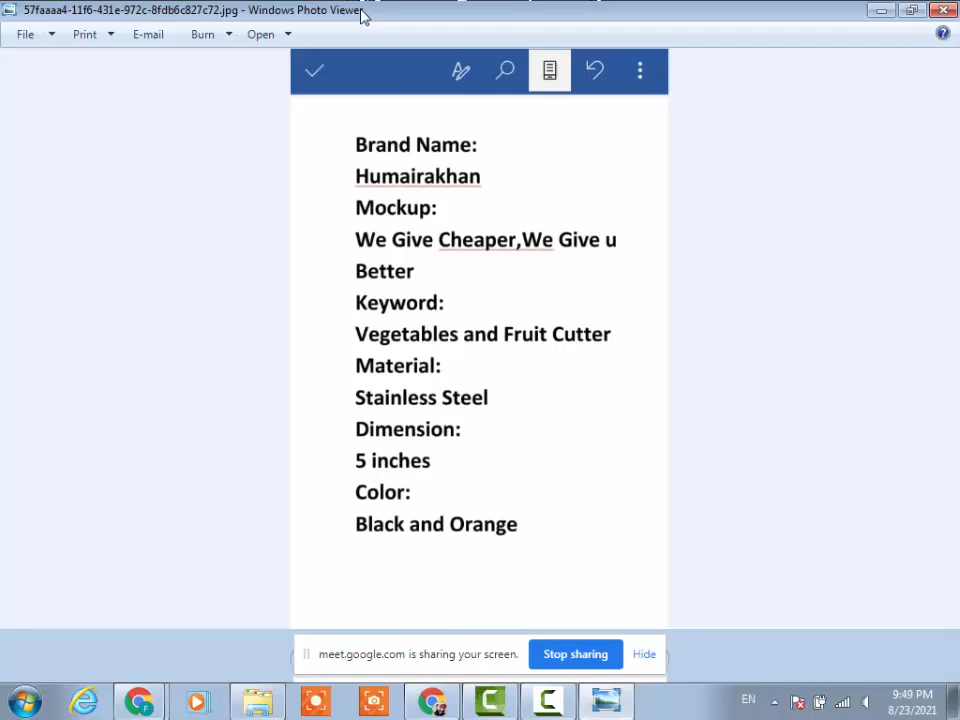 57faaaa4-11f6-431e-972c-8fdb6c827c72.jpg - Windows Photo Viewer
File Print E-mail Burn Open
Brand Name:
Humairakhan
Mockup:
We Give Cheaper,We Give u
Better
Keyword:
Vegetables and Fruit Cutter
Material:
Stainless Steel
Dimension:
5 inches
Color:
Black and Orange
meet.google.com is sharing your screen. Stop sharing Hide
EN 9:49 PM
8/23/2021